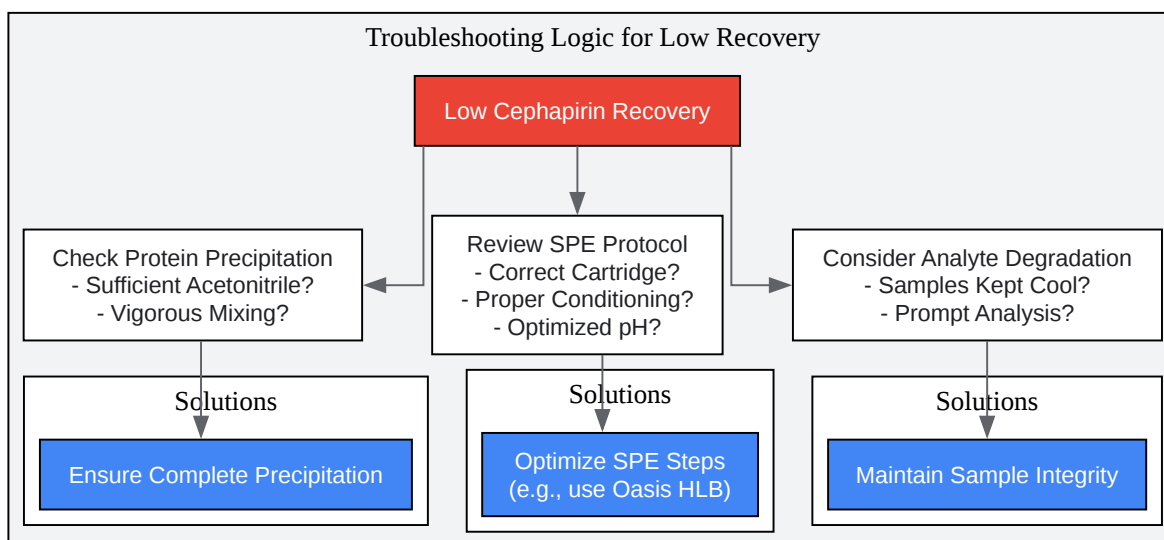 Troubleshooting Logic for Low Recovery
Low Cephapirin Recovery
Check Protein Precipitation
- Sufficient Acetonitrile?
- Vigorous Mixing?
Review SPE Protocol
- Correct Cartridge?
- Proper Conditioning?
- Optimized pH?
Consider Analyte Degradation
- Samples Kept Cool?
- Prompt Analysis?
Solutions
Ensure Complete Precipitation
Solutions
Optimize SPE Steps
(e.g., use Oasis HLB)
Solutions
Maintain Sample Integrity